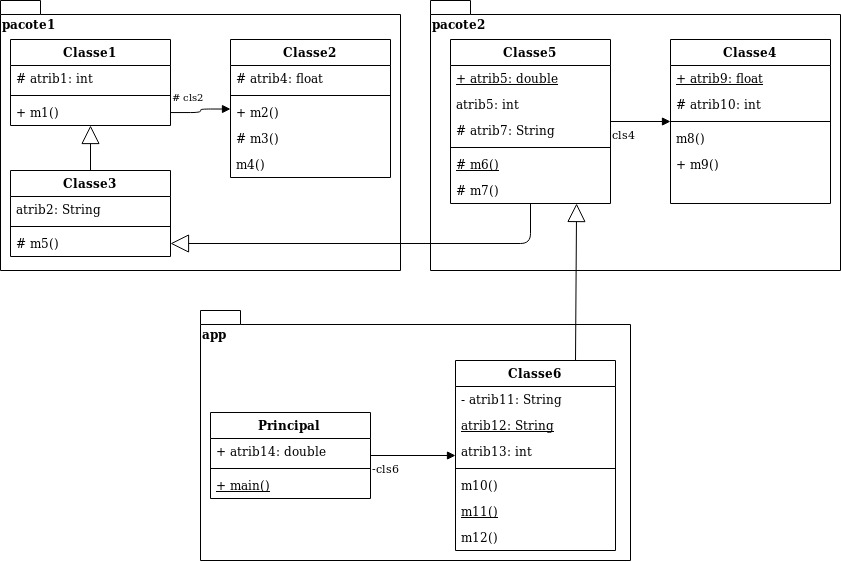 pacote1
Classe1
# atrib1: int
+ m1()
# cls2
Classe2
# atrib4: float
+ m2()
# m3()
m4()
Classe3
atrib2: String
# m5()
pacote2
Classe5
+ atrib5: double
atrib5: int
# atrib7: String
# m6()
# m7()
cls4
Classe4
+ atrib9: float
# atrib10: int
m8()
+ m9()
app
Principal
+ atrib14: double
+ main()
-cls6
Classe6
- atrib11: String
atrib12: String
atrib13: int
m10()
m11()
m12()